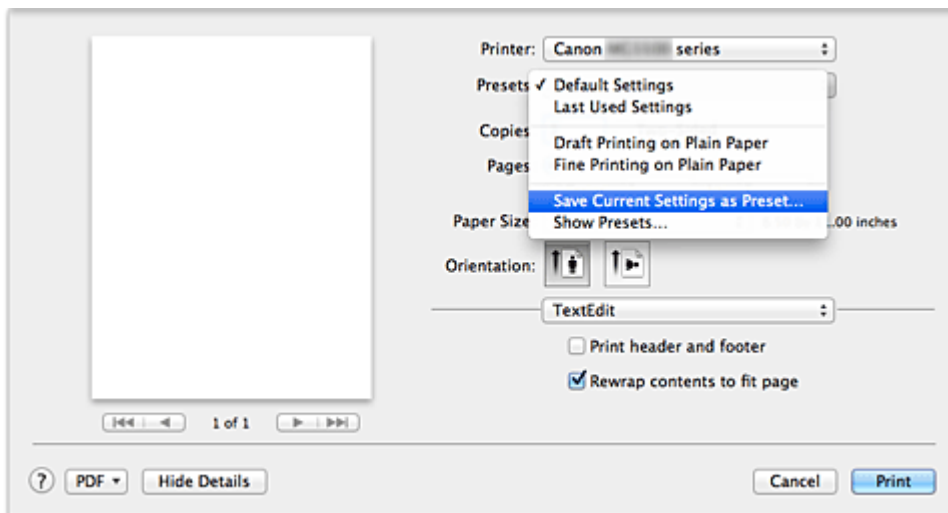 Printer: Canon series
Presets ✓ Default Settings
Last Used Settings
Copies
Draft Printing on Plain Paper
Pages Fine Printing on Plain Paper
Save Current Settings as Preset...
Paper Size Show Presets... .00 inches
Orientation:
TextEdit
Print header and footer
Rewrap contents to fit page
1 of 1
? PDF Hide Details Cancel Print